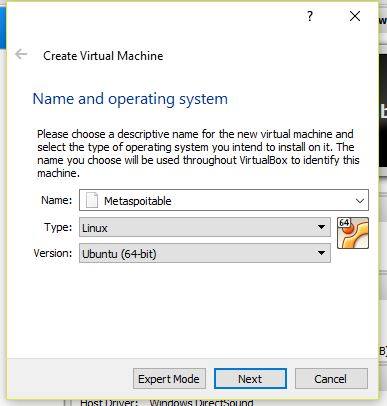 ?
Create Virtual Machine
Name and operating system
Please choose a descriptive name for the new virtual machine and
select the type of operating system you intend to install on it. The
name you choose will be used throughout VirtualBox to identify this
machine.
Name: Metaspoitable
Type: Linux
64
Version: Ubuntu (64-bit)
B)
Expert Mode Next Cancel
Host Driver: Windows DirectSound